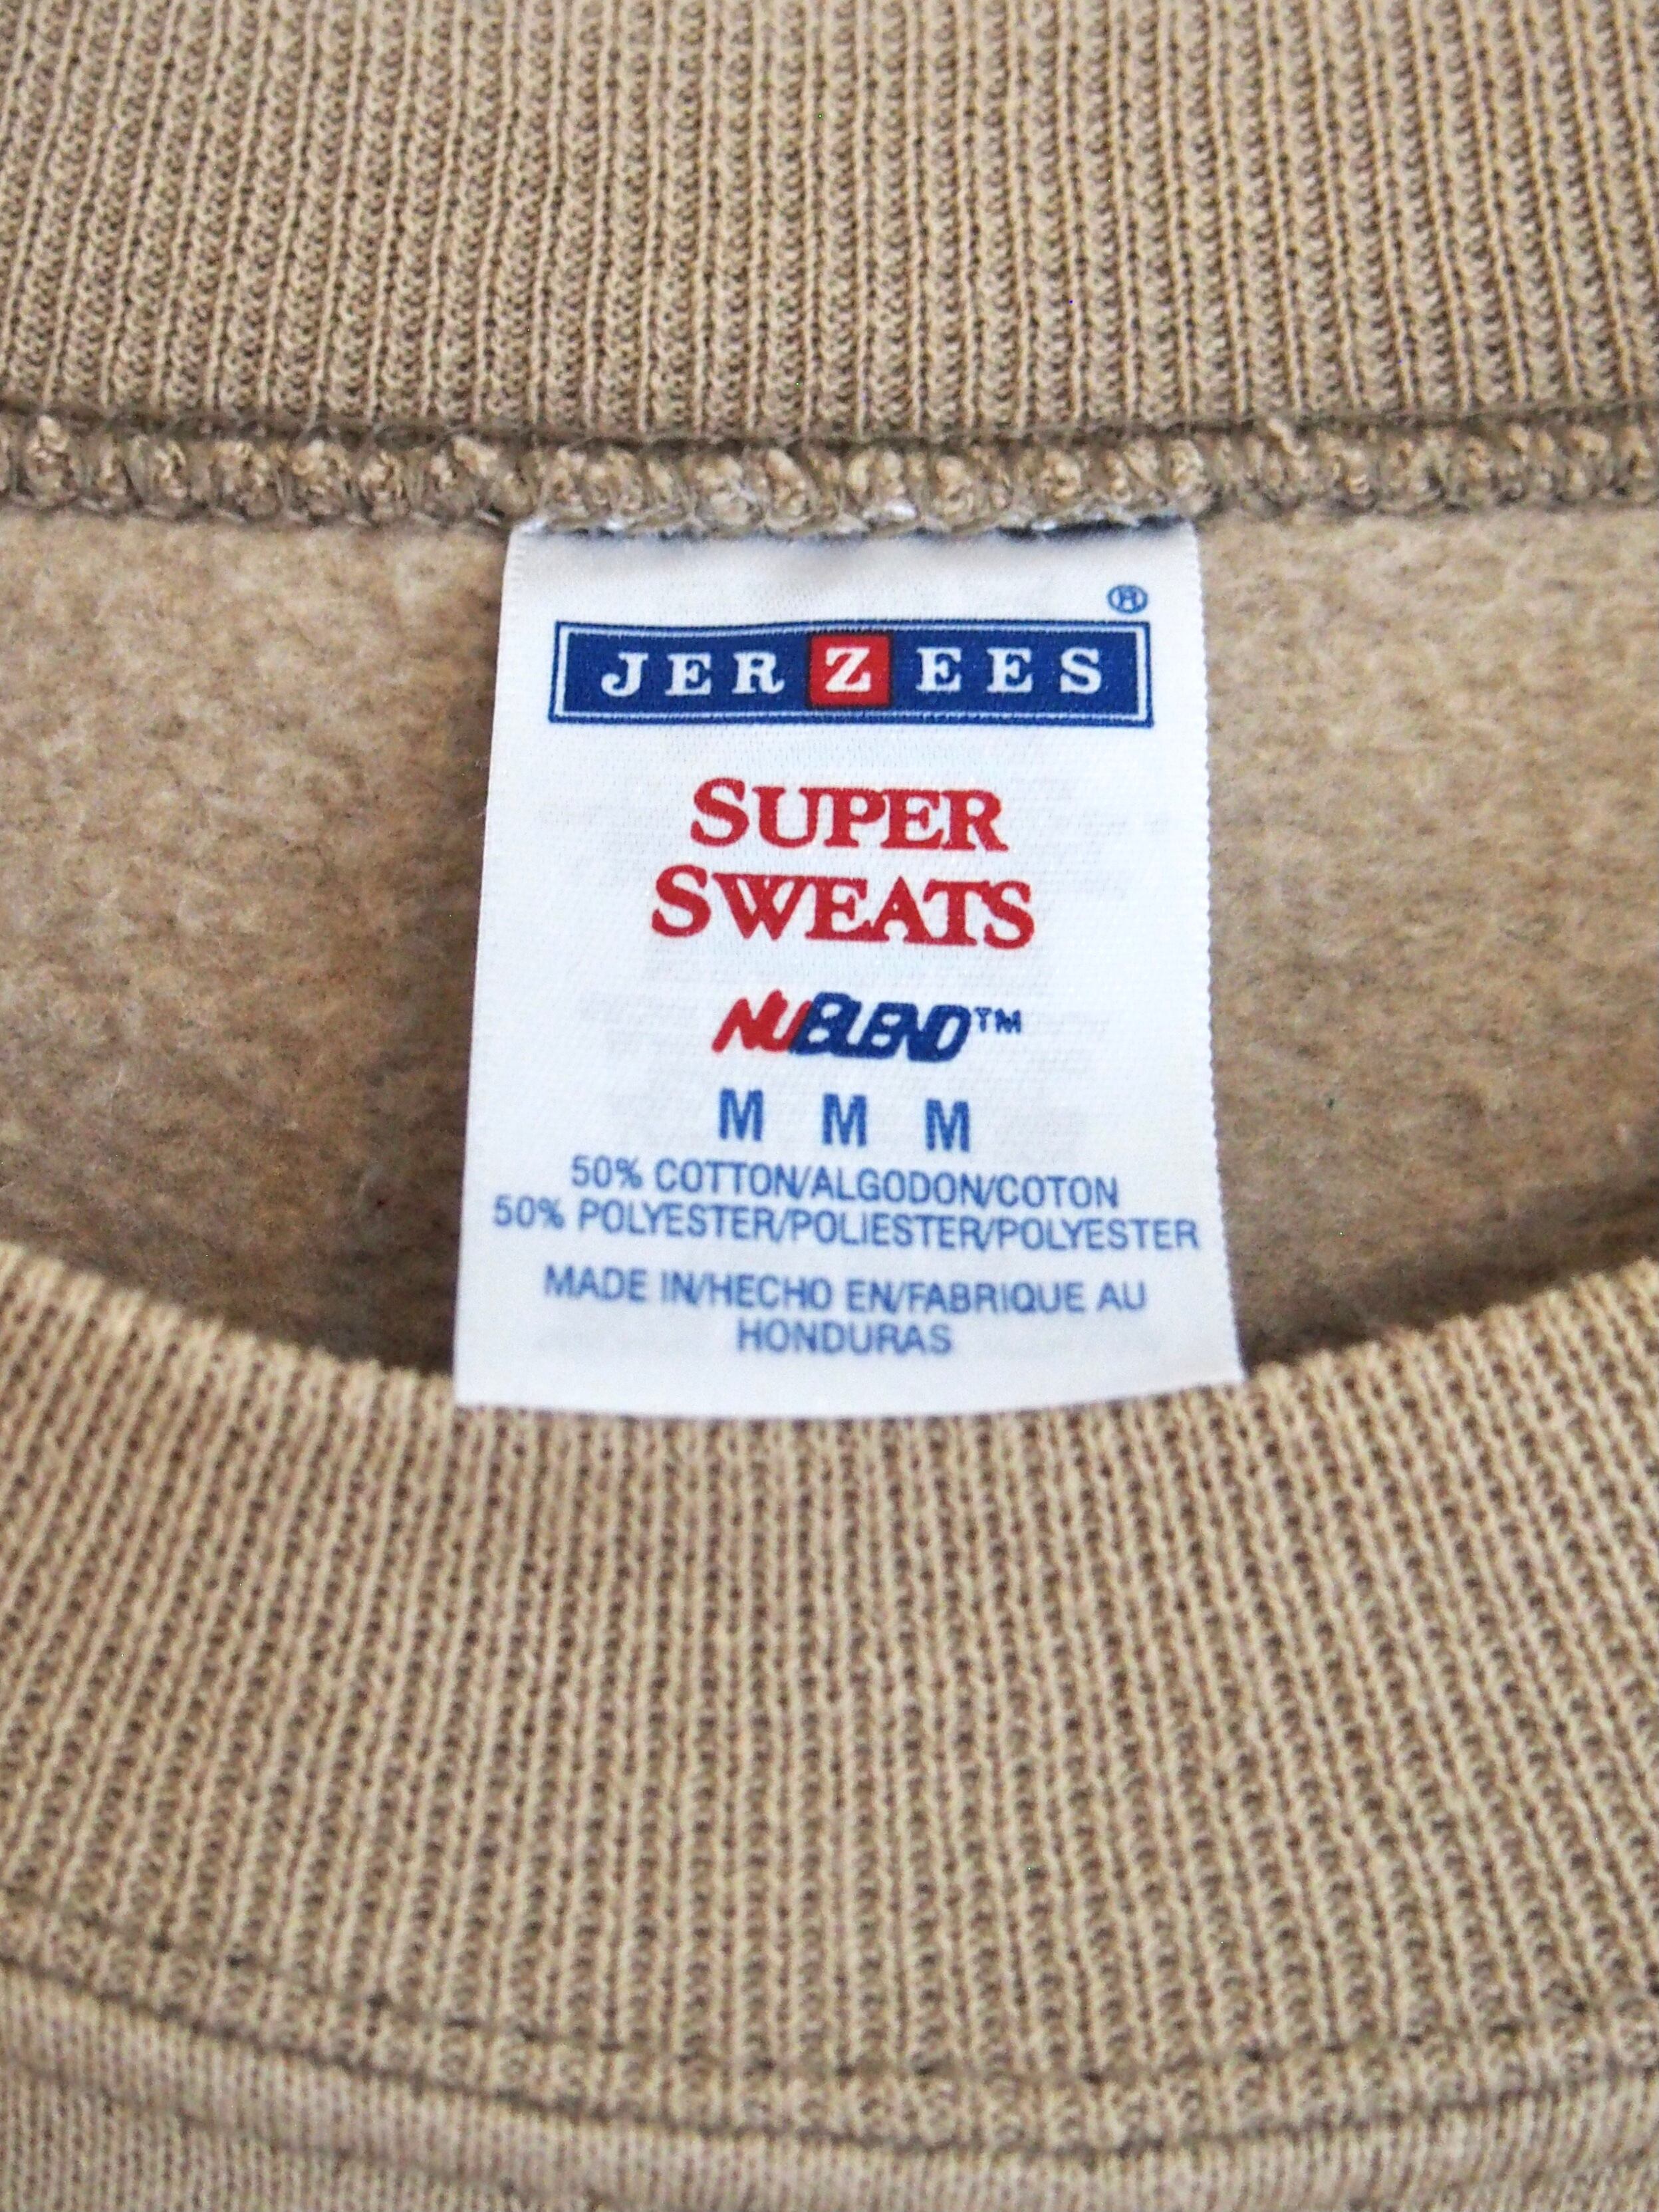 ®
JERZEES
SUPER
SWEATS
NUBLEND™
M M M
50% COTTON/ALGODON/COTON
50% POLYESTER/POLIESTER/POLYESTER
MADE IN/HECHO EN/FABRIQUE AU
HONDURAS